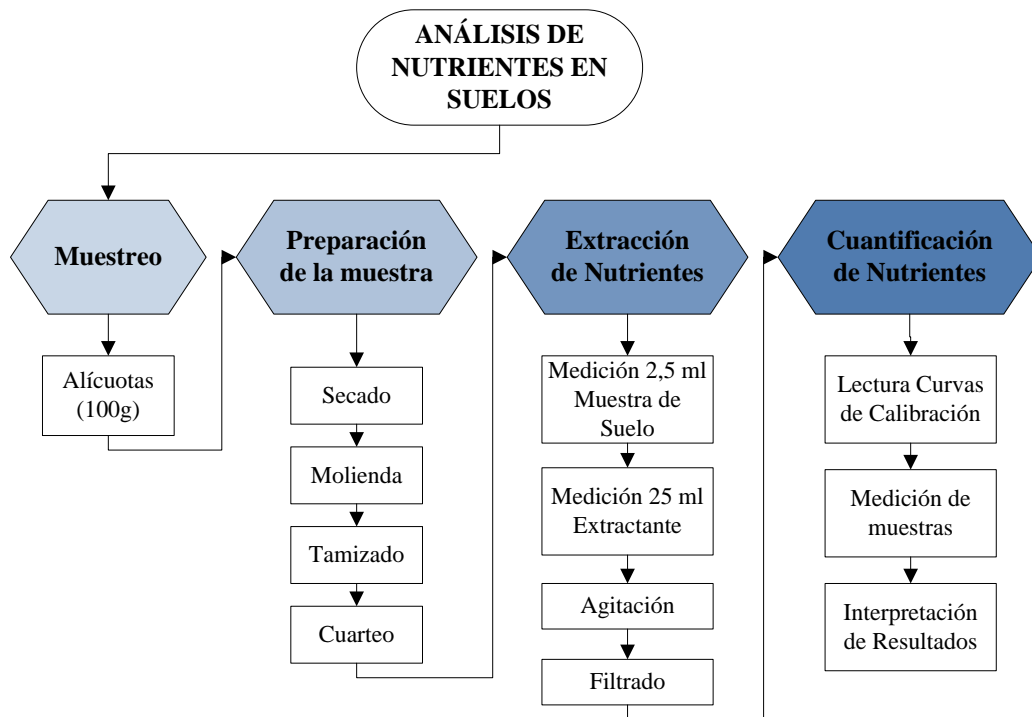 ANÁLISIS DE
NUTRIENTES EN
SUELOS
Muestreo
Alícuotas
(100g)
Preparación
de la muestra
Secado
Molienda
Tamizado
Cuarteo
Extracción
de Nutrientes
Medición 2,5 ml
Muestra de
Suelo
Medición 25 ml
Extractante
Agitación
Filtrado
Cuantificación
de Nutrientes
Lectura Curvas
de Calibración
Medición de
muestras
Interpretación
de Resultados